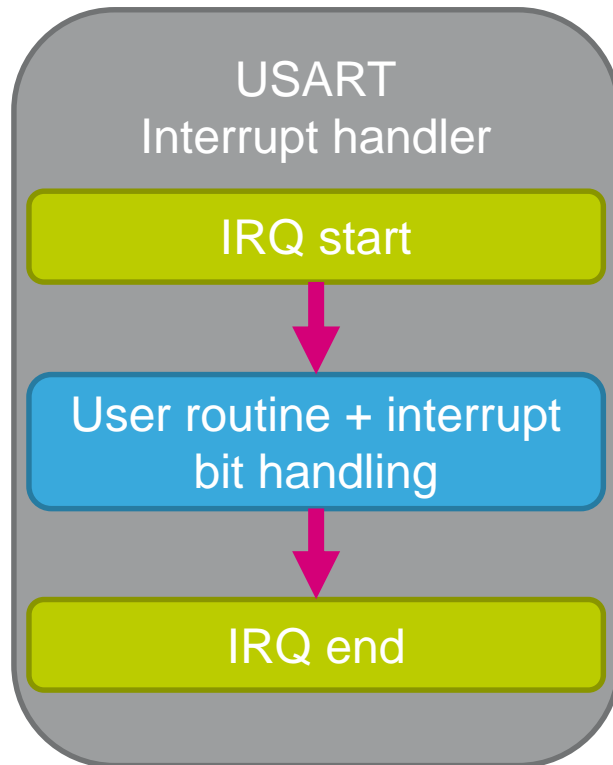 USART
Interrupt handler
IRQ start
User routine + interrupt
bit handling
IRQ end